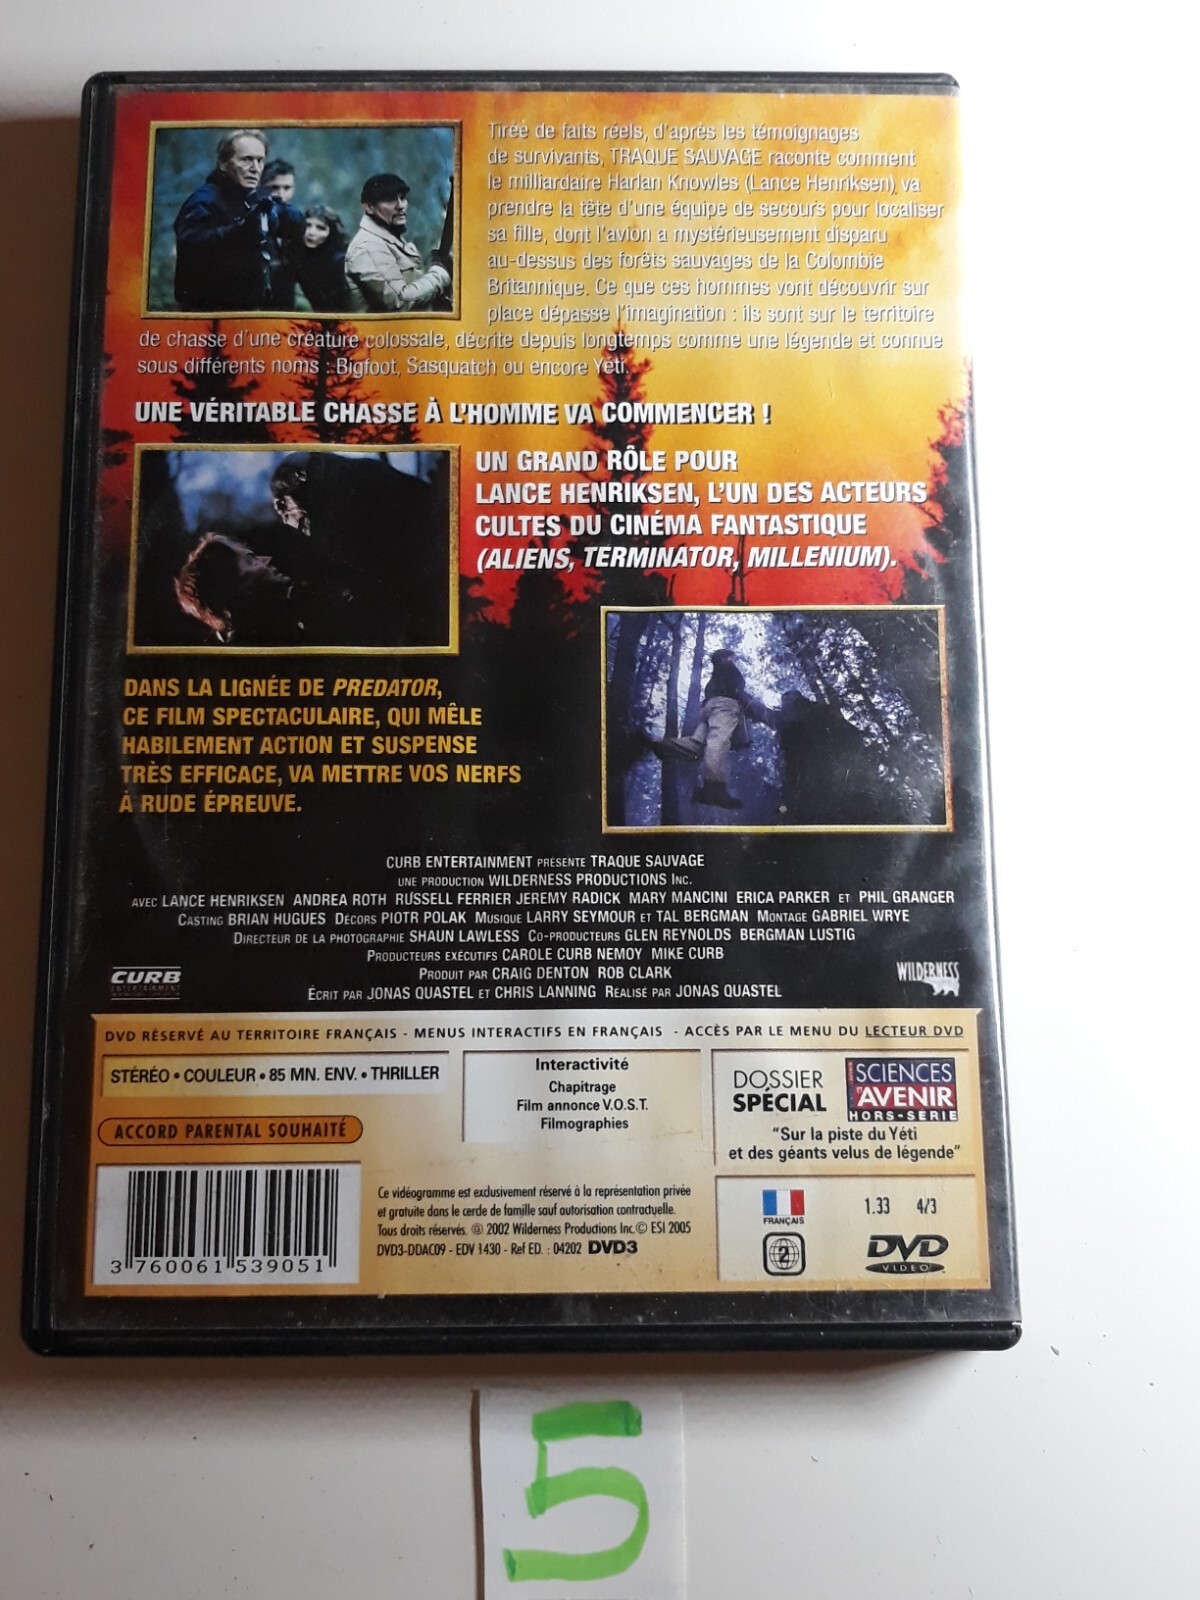 Tirée de faits réels, d'après les témoignages
de survivants, TRAQUE SAUVAGE raconte comment
le milliardaire Harlan Knowles (Lance Henriksen) va
prendre la tête d'une équipe de secours pour localiser
sa fille, dont l'avion a mystérieusement disparu
au-dessus des forêts sauvages de la Colombie
Britannique. Ce que ces hommes vont découvrir sur
place dépasse l'imagination : ils sont sur le territoire
de chasse d'une créature colossale, décrite depuis longtemps comme une légende et connue
sous différents noms : Bigfoot, Sasquatch ou encore Yéti.
UNE VÉRITABLE CHASSE À L'HOMME VA COMMENCER !
UN GRAND RÔLE POUR
LANCE HENRIKSEN, L'UN DES ACTEURS
CULTES DU CINÉMA FANTASTIQUE
(ALIENS, TERMINATOR, MILLENIUM).
DANS LA LIGNÉE DE PREDATOR,
CE FILM SPECTACULAIRE, QUI MÊLE
HABILEMENT ACTION ET SUSPENSE
TRÈS EFFICACE, VA METTRE VOS NERFS
À RUDE ÉPREUVE.
CURB ENTERTAINMENT PRÉSENTE TRAQUE SAUVAGE
UNE PRODUCTION WILDERNESS PRODUCTIONS INC.
AVEC LANCE HENRIKSEN ANDREA ROTH RUSSELL FERRIER JEREMY RADICK MARY MANCINI ERICA PARKER ET PHIL GRANGER
CASTING BRIAN HUGUES DÉCORS PIOTR POLAK MUSIQUE LARRY SEYMOUR ET TAL BERGMAN MONTAGE GABRIEL WRYE
DIRECTEUR DE LA PHOTOGRAPHIE SHAUN LAWLESS CO-PRODUCTEURS GLEN REYNOLDS BERGMAN LUSTIG
PRODUCTEURS EXÉCUTIFS CAROLE CURB NEMOY MIKE CURB
PRODUIT PAR CRAIG DENTON ROB CLARK
ÉCRIT PAR JONAS QUASTEL ET CHRIS LANNING REALISÉ PAR JONAS QUASTEL
CURB
ENTERTAINMENT
WILDERNESS
DVD RÉSERVÉ AU TERRITOIRE FRANÇAIS - MENUS INTERACTIFS EN FRANÇAIS - ACCÈS PAR LE MENU DU LECTEUR DVD
STÉRÉO • COULEUR • 85 MN. ENV. • THRILLER
ACCORD PARENTAL SOUHAITÉ
Interactivité
Chapitrage
Film annonce V.O.S.T.
Filmographies
DOSSIER
SPÉCIAL
SCIENCES
ET AVENIR
HORS-SÉRIE
"Sur la piste du Yéti
et des géants velus de légende"
3 760061 539051
Ce vidéogramme est exclusivement réservé à la représentation privée
et gratuite dans le cercle de famille sauf autorisation contractuelle.
Tous droits réservés. ℗ 2002 Wilderness Productions Inc.© ESI 2005
DVD3-DDAC09 - EDV 1430 - Ref ED. : 04202 DVD3
FRANÇAIS
1.33 4/3
2
DVD
VIDEO
5